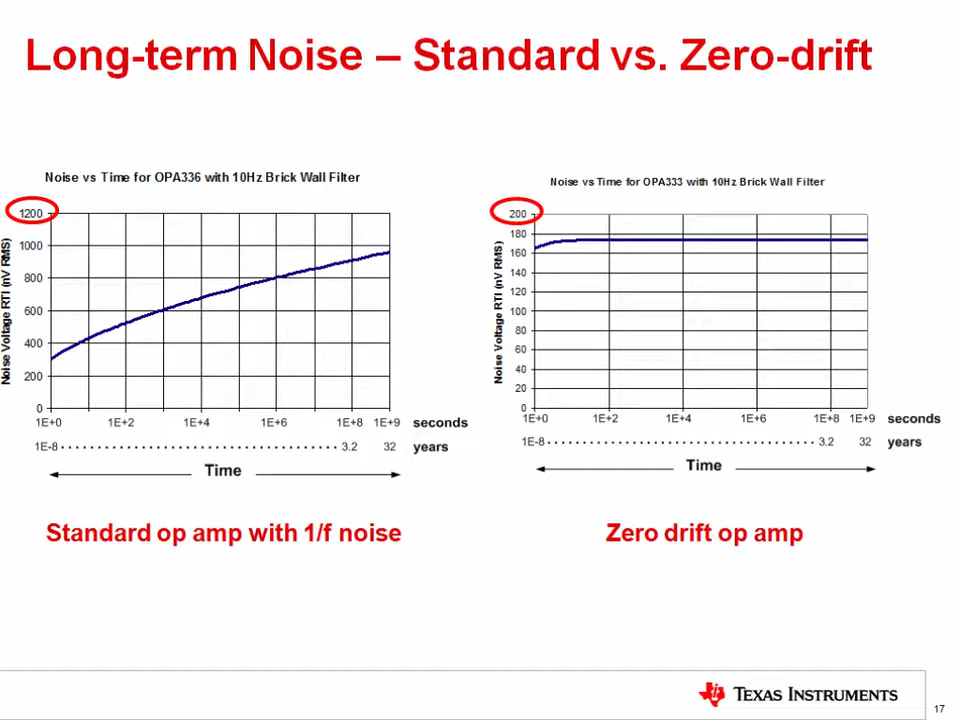 Long-term Noise – Standard vs. Zero-drift
Noise vs Time for OPA336 with 10Hz Brick Wall Filter
Noise Voltage RTI (nV RMS)
1200
1000
800
600
400
200
0
1E+0 1E+2 1E+4 1E+6 1E+8 1E+9 seconds
1E-8 3.2 32 years
Time
Standard op amp with 1/f noise
Noise vs Time for OPA333 with 10Hz Brick Wall Filter
Noise Voltage RTI (nV RMS)
200
180
160
140
120
100
80
60
40
20
0
1E+0 1E+2 1E+4 1E+6 1E+8 1E+9 seconds
1E-8 3.2 32 years
Time
Zero drift op amp
TEXAS INSTRUMENTS
17